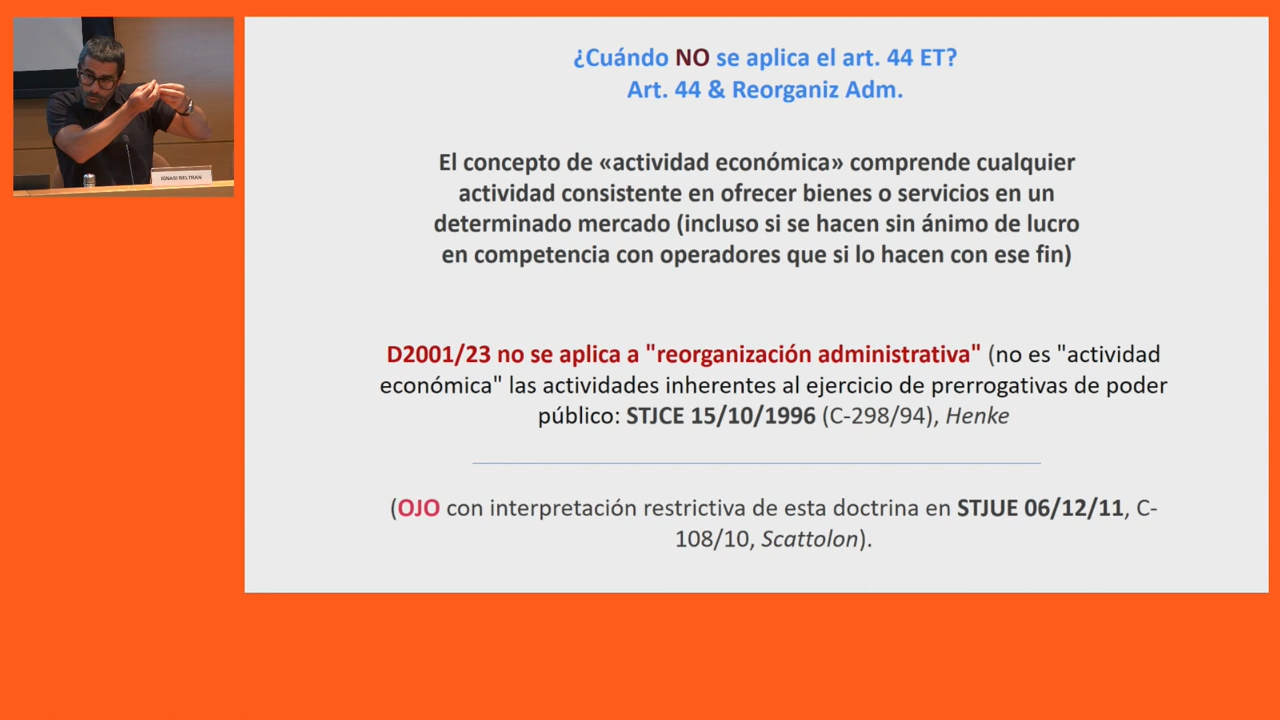 IGNASI BELTRAN
¿Cuándo NO se aplica el art. 44 ET?
Art. 44 & Reorganiz Adm.
El concepto de «actividad económica» comprende cualquier
actividad consistente en ofrecer bienes o servicios en un
determinado mercado (incluso si se hacen sin ánimo de lucro
en competencia con operadores que si lo hacen con ese fin)
D2001/23 no se aplica a "reorganización administrativa" (no es "actividad
económica" las actividades inherentes al ejercicio de prerrogativas de poder
público: STJCE 15/10/1996 (C-298/94), Henke
(OJO con interpretación restrictiva de esta doctrina en STJUE 06/12/11, C-
108/10, Scattolon).